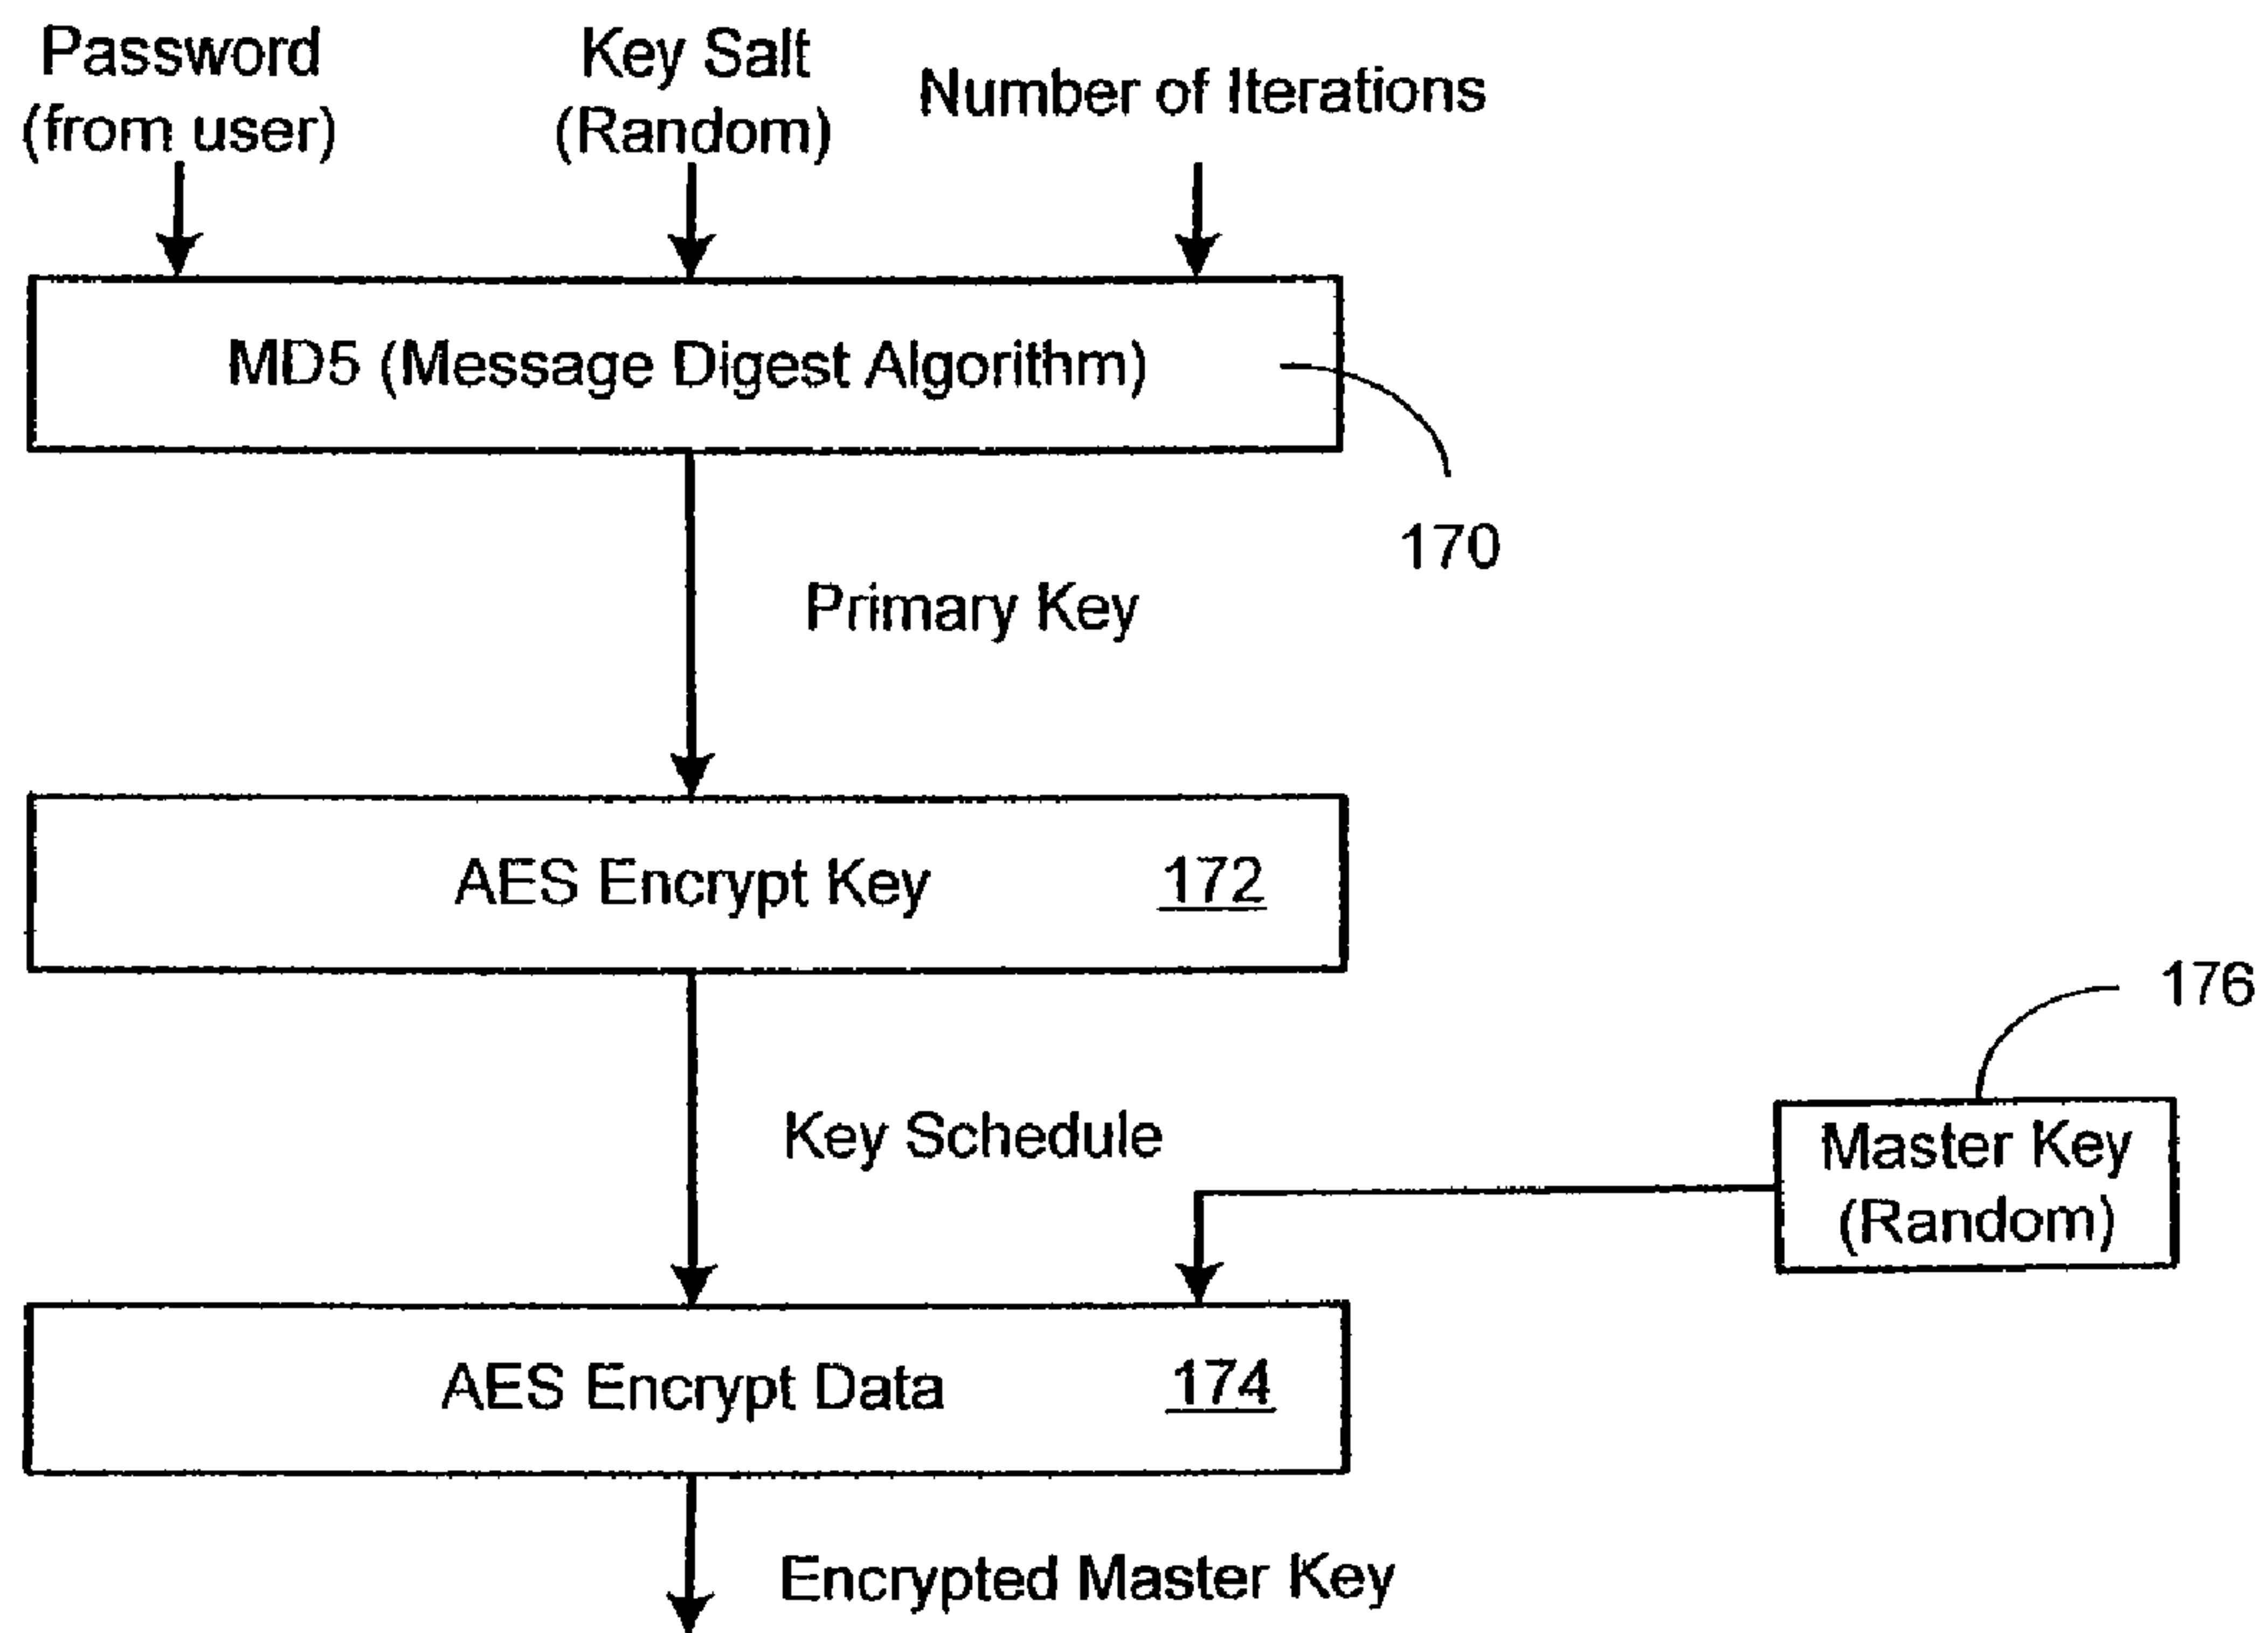 Password
(from user)
Key Salt
(Random)
Number of Iterations
MD5 (Message Digest Algorithm)
170
Primary Key
AES Encrypt Key 172
176
Key Schedule
Master Key
(Random)
AES Encrypt Data 174
Encrypted Master Key